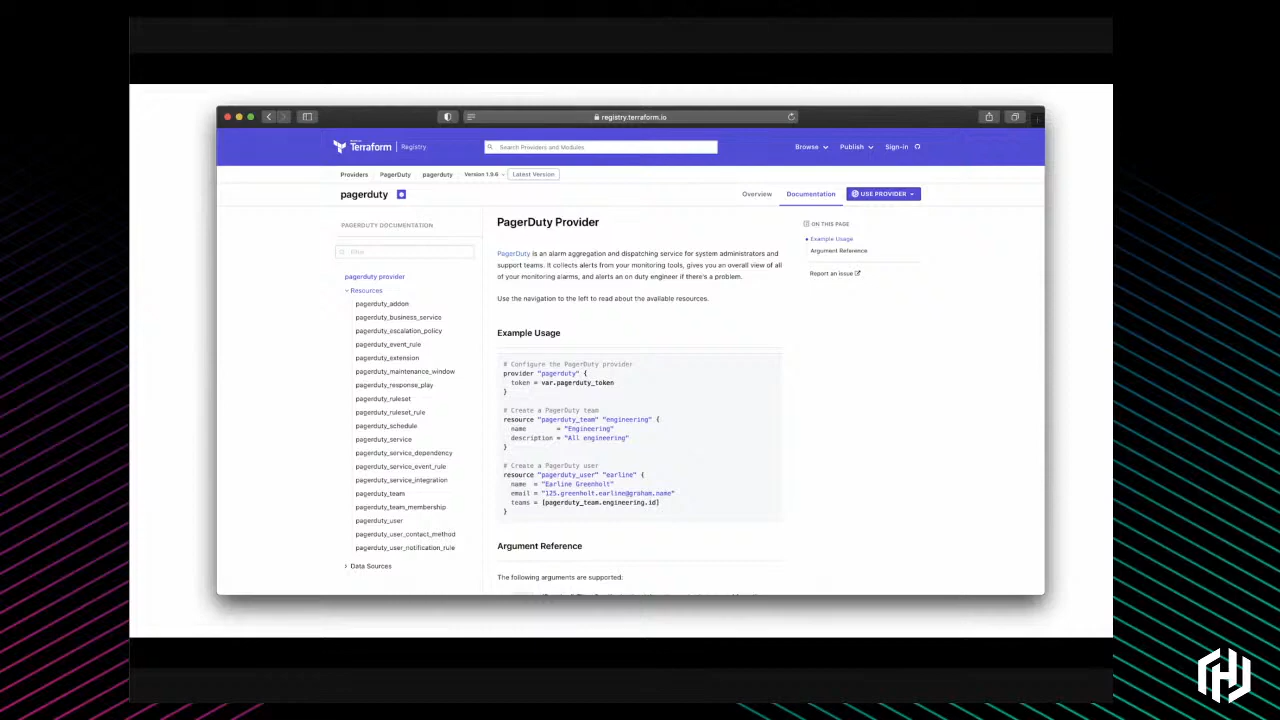 registry.terraform.io
Terraform
Registry
Search Providers and Modules
Browse
Publish
Sign-in
Providers
PagerDuty
pagerduty
Version 1.9.6
Latest Version
pagerduty
Overview
Documentation
USE PROVIDER
PAGERDUTY DOCUMENTATION
Filter
pagerduty provider
Resources
pagerduty_addon
pagerduty_business_service
pagerduty_escalation_policy
pagerduty_event_rule
pagerduty_extension
pagerduty_maintenance_window
pagerduty_response_play
pagerduty_ruleset
pagerduty_ruleset_rule
pagerduty_schedule
pagerduty_service
pagerduty_service_dependency
pagerduty_service_event_rule
pagerduty_service_integration
pagerduty_team
pagerduty_team_membership
pagerduty_user
pagerduty_user_contact_method
pagerduty_user_notification_rule
Data Sources
PagerDuty Provider
PagerDuty is an alarm aggregation and dispatching service for system administrators and
support teams. It collects alerts from your monitoring tools, gives you an overall view of all
of your monitoring alarms, and alerts an on duty engineer if there's a problem.
Use the navigation to the left to read about the available resources.
Example Usage
# Configure the PagerDuty provider
provider "pagerduty" {
token = var.pagerduty_token
}
# Create a PagerDuty team
resource "pagerduty_team" "engineering" {
name = "Engineering"
description = "All engineering"
}
# Create a PagerDuty user
resource "pagerduty_user" "earline" {
name = "Earline Greenholt"
email = "125.greenholt.earline@graham.name"
teams = [pagerduty_team.engineering.id]
}
Argument Reference
The following arguments are supported:
ON THIS PAGE
Example Usage
Argument Reference
Report an issue